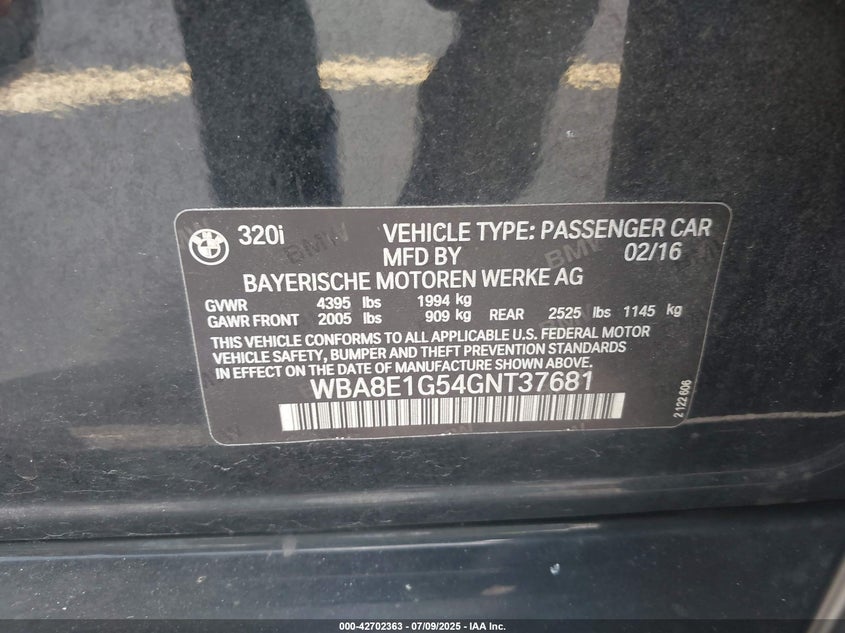 320i VEHICLE TYPE: PASSENGER CAR
MFD BY 02/16
BAYERISCHE MOTOREN WERKE AG
GVWR 4395 lbs 1994 kg
GAWR FRONT 2005 lbs 909 kg REAR 2525 lbs 1145 kg
THIS VEHICLE CONFORMS TO ALL APPLICABLE U.S. FEDERAL MOTOR
VEHICLE SAFETY, BUMPER AND THEFT PREVENTION STANDARDS
IN EFFECT ON THE DATE OF MANUFACTURE SHOWN ABOVE.
WBA8E1G54GNT37681
2 122 606
000-42702363 - 07/09/2025 - IAA Inc.